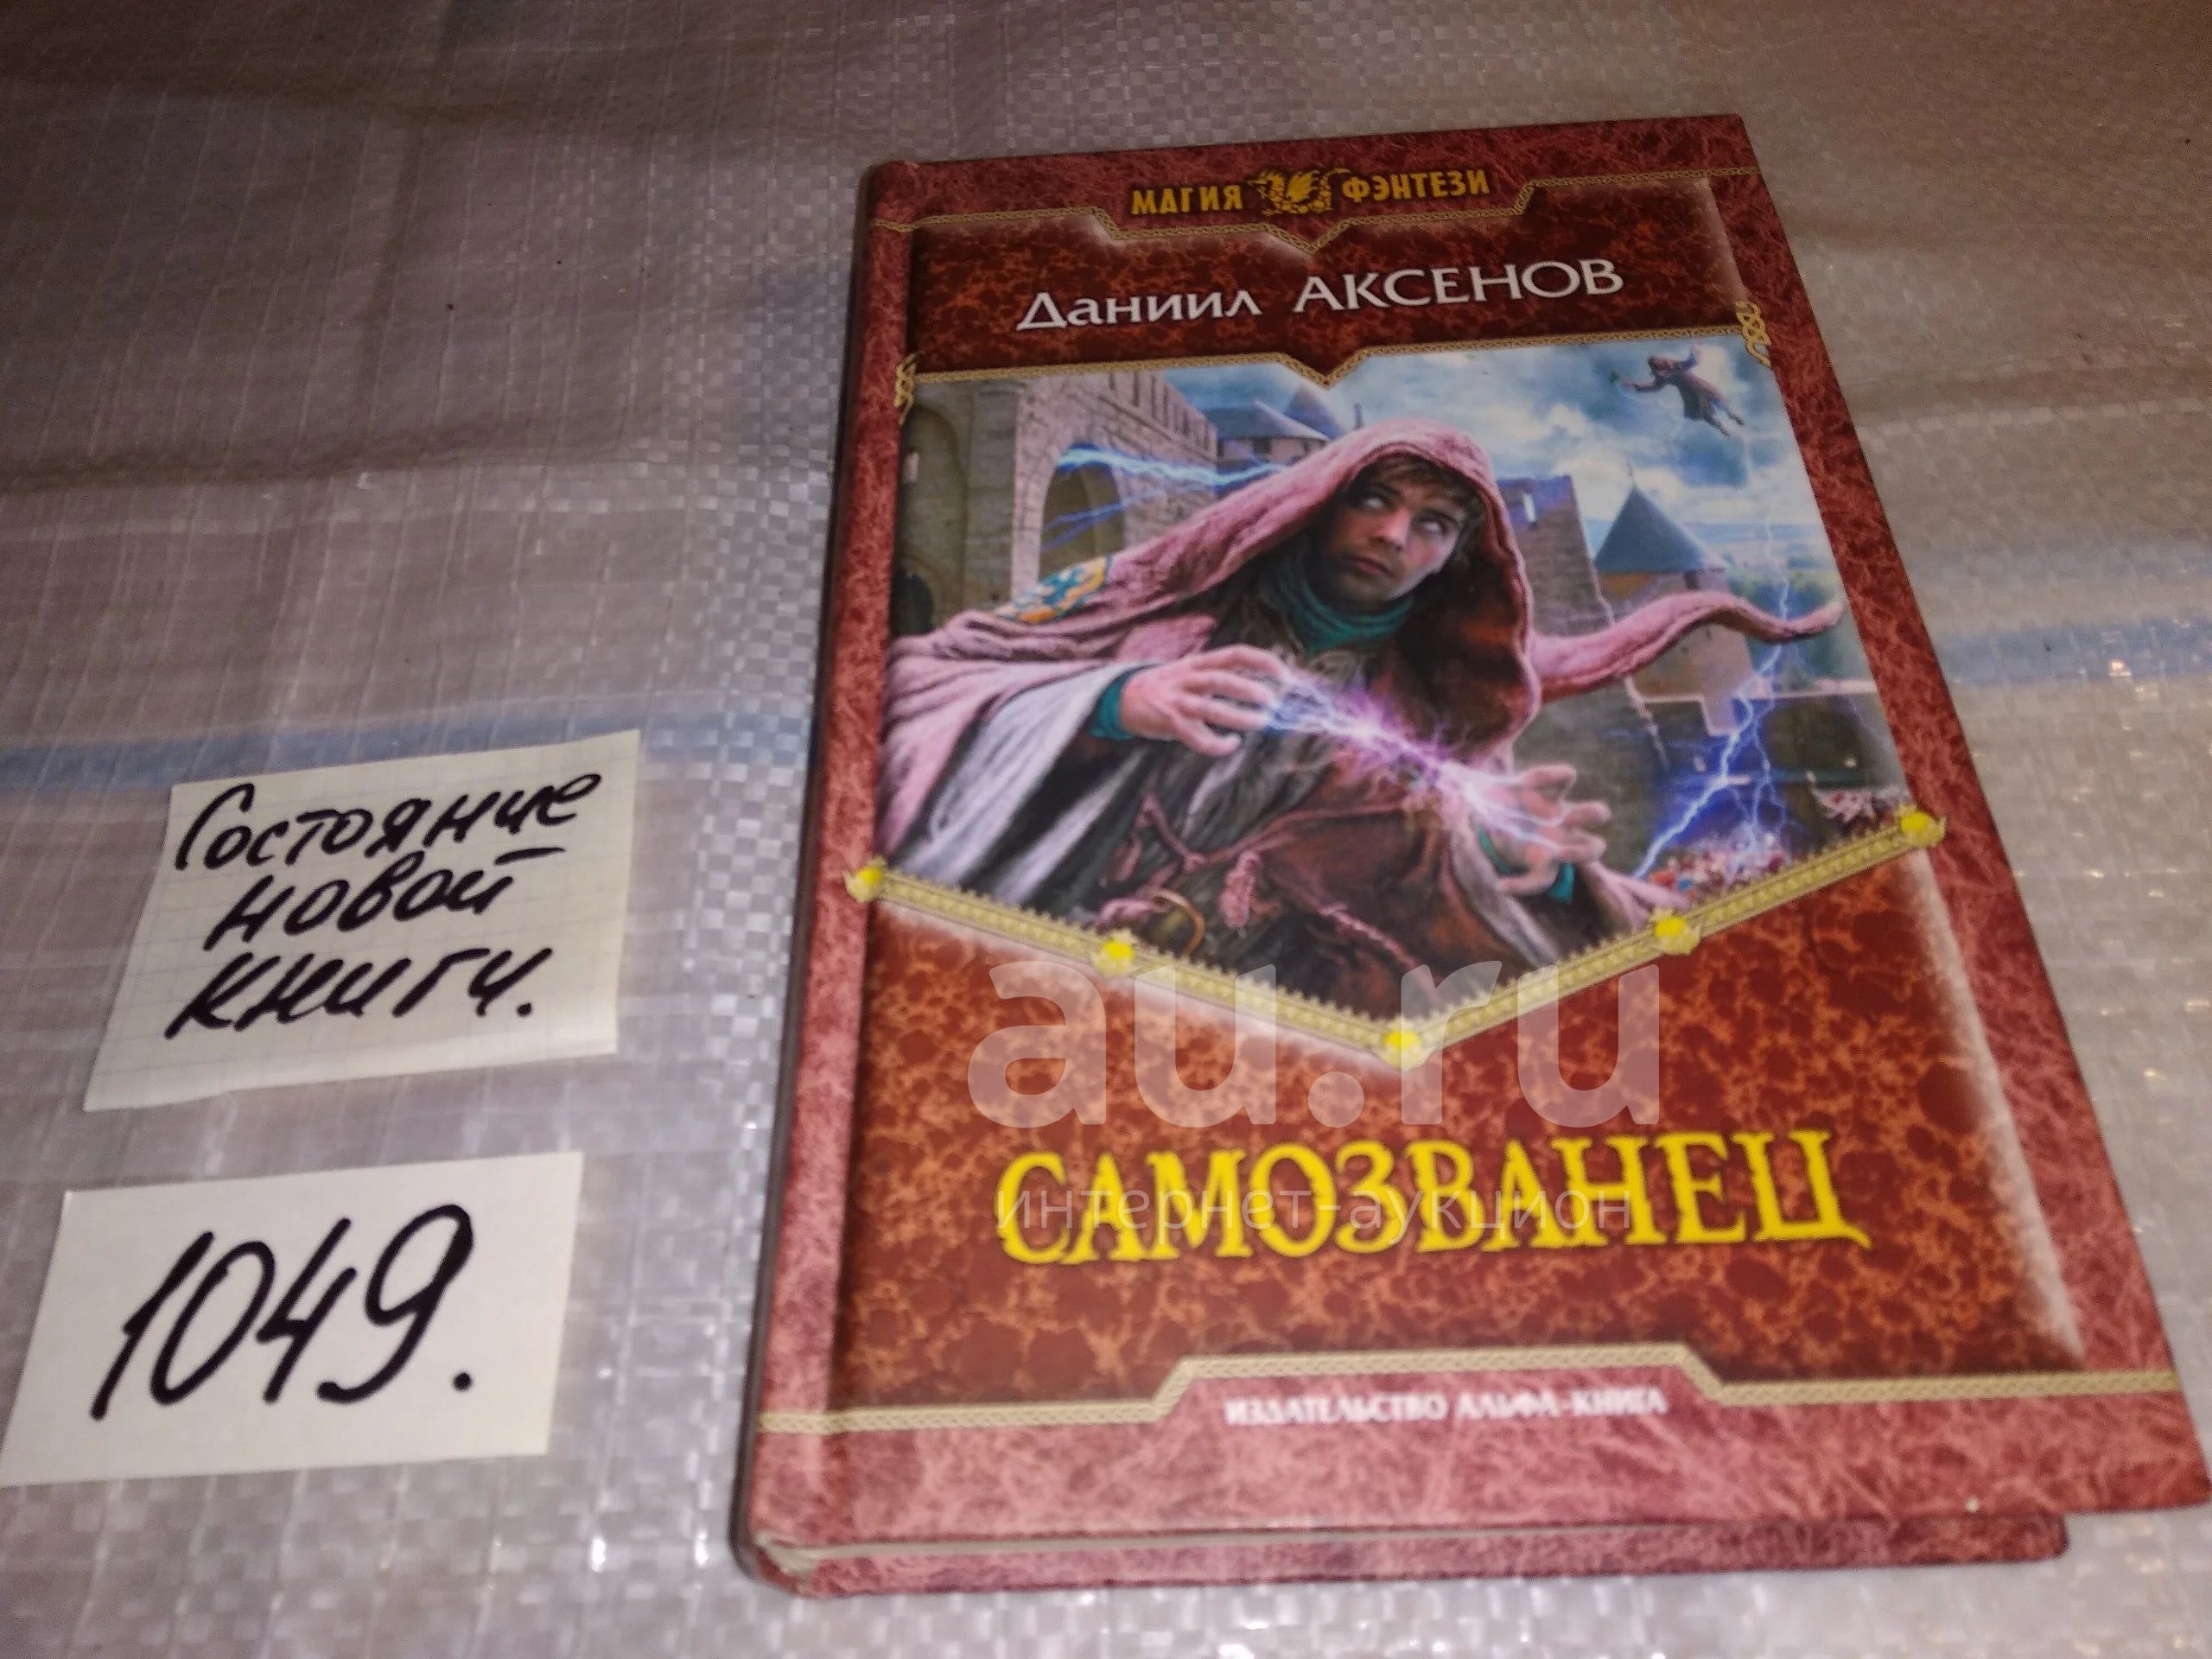 МАГИЯ ФЭНТЕЗИ
Даниил АКСЕНОВ
Состояние
новой
книги.
au.ru
САМОЗВАНЕЦ
интернет-аукцион
1049.
ИЗДАТЕЛЬСТВО АЛЬФА-КНИГА